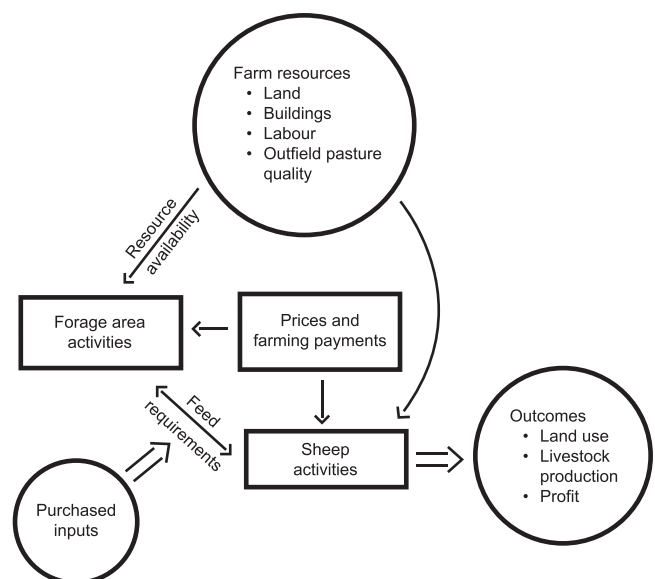 Farm resources
• Land
• Buildings
• Labour
• Outfield pasture
quality
Resource
availability
Forage area
activities
Prices and
farming payments
Feed
requirements
Sheep
activities
Outcomes
• Land use
• Livestock
production
• Profit
Purchased
inputs